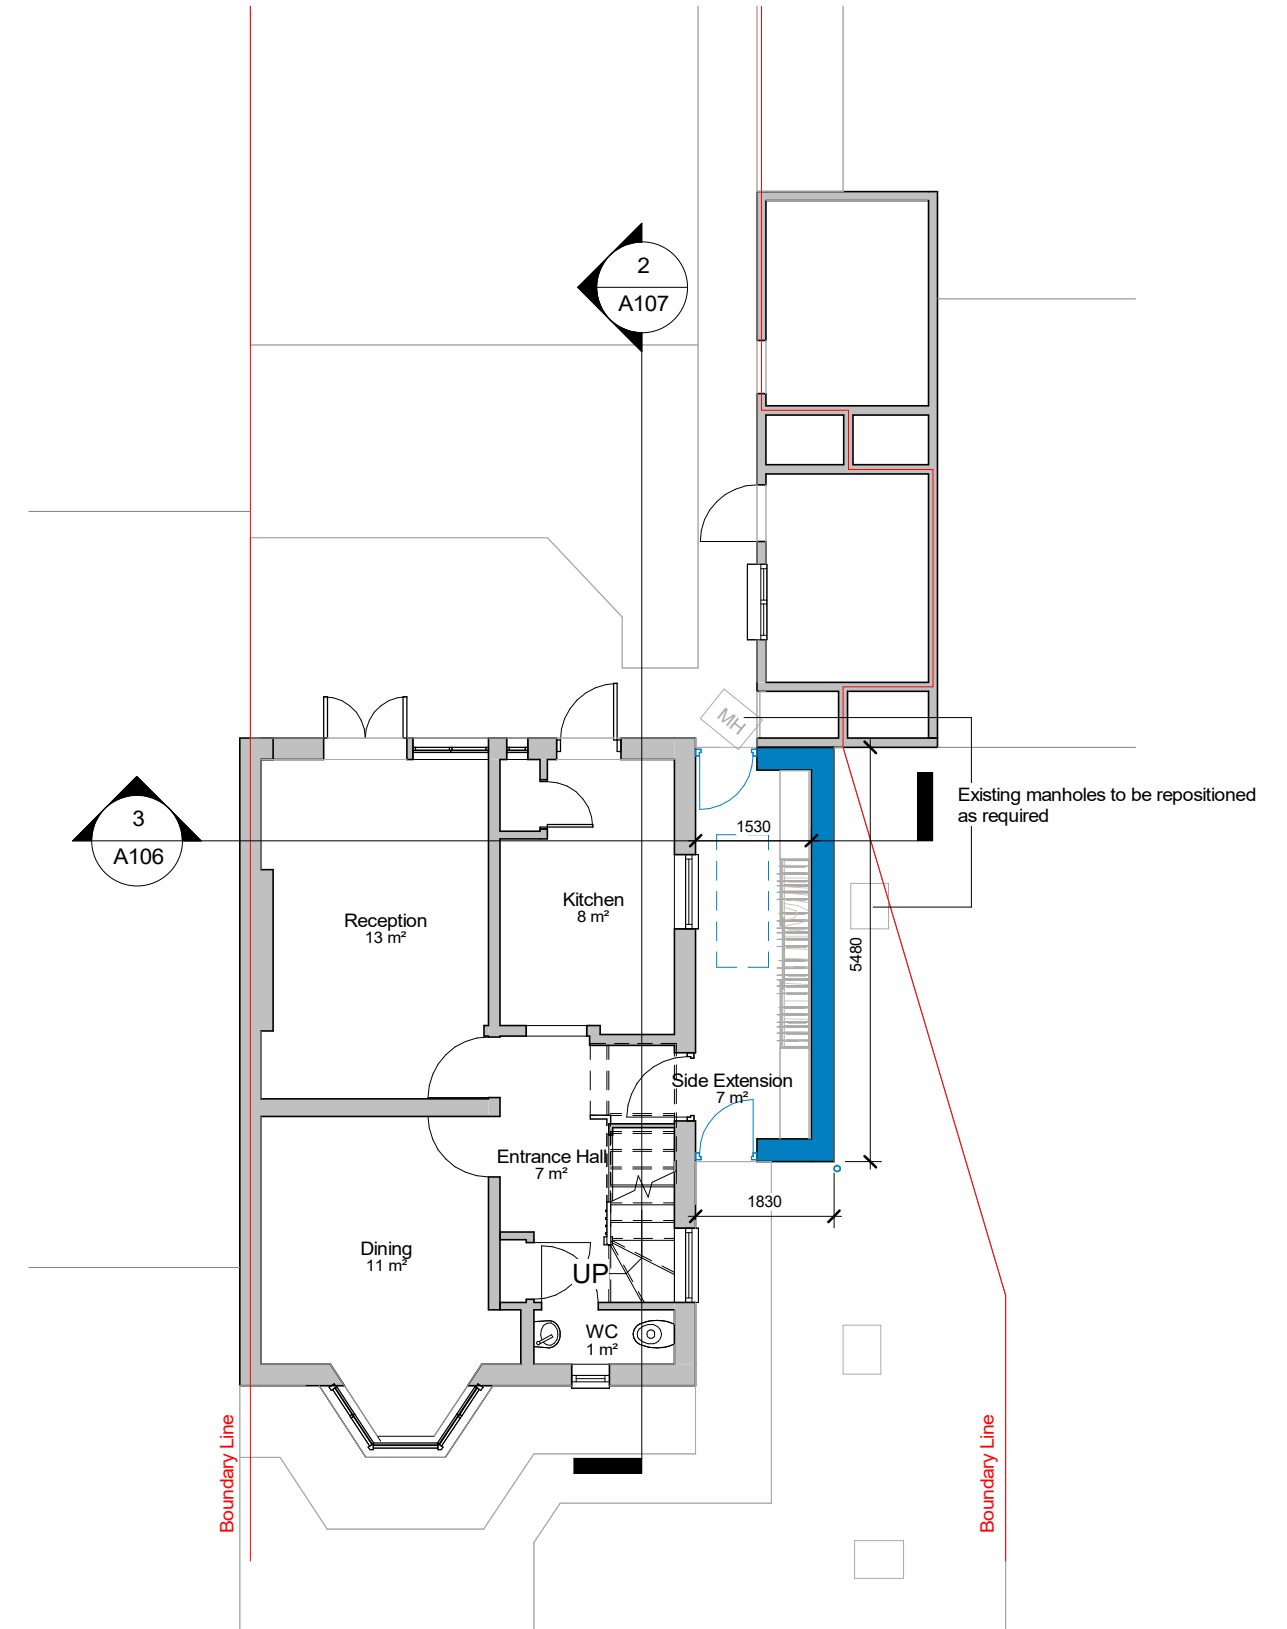 2
A107
MH
Existing manholes to be repositioned
as required
3
A106
1530
Kitchen
8 m²
Reception
13 m²
5480
Side Extension
7 m²
Entrance Hall
7 m²
1830
Dining
11 m²
UP
WC
1 m²
Boundary Line
Boundary Line